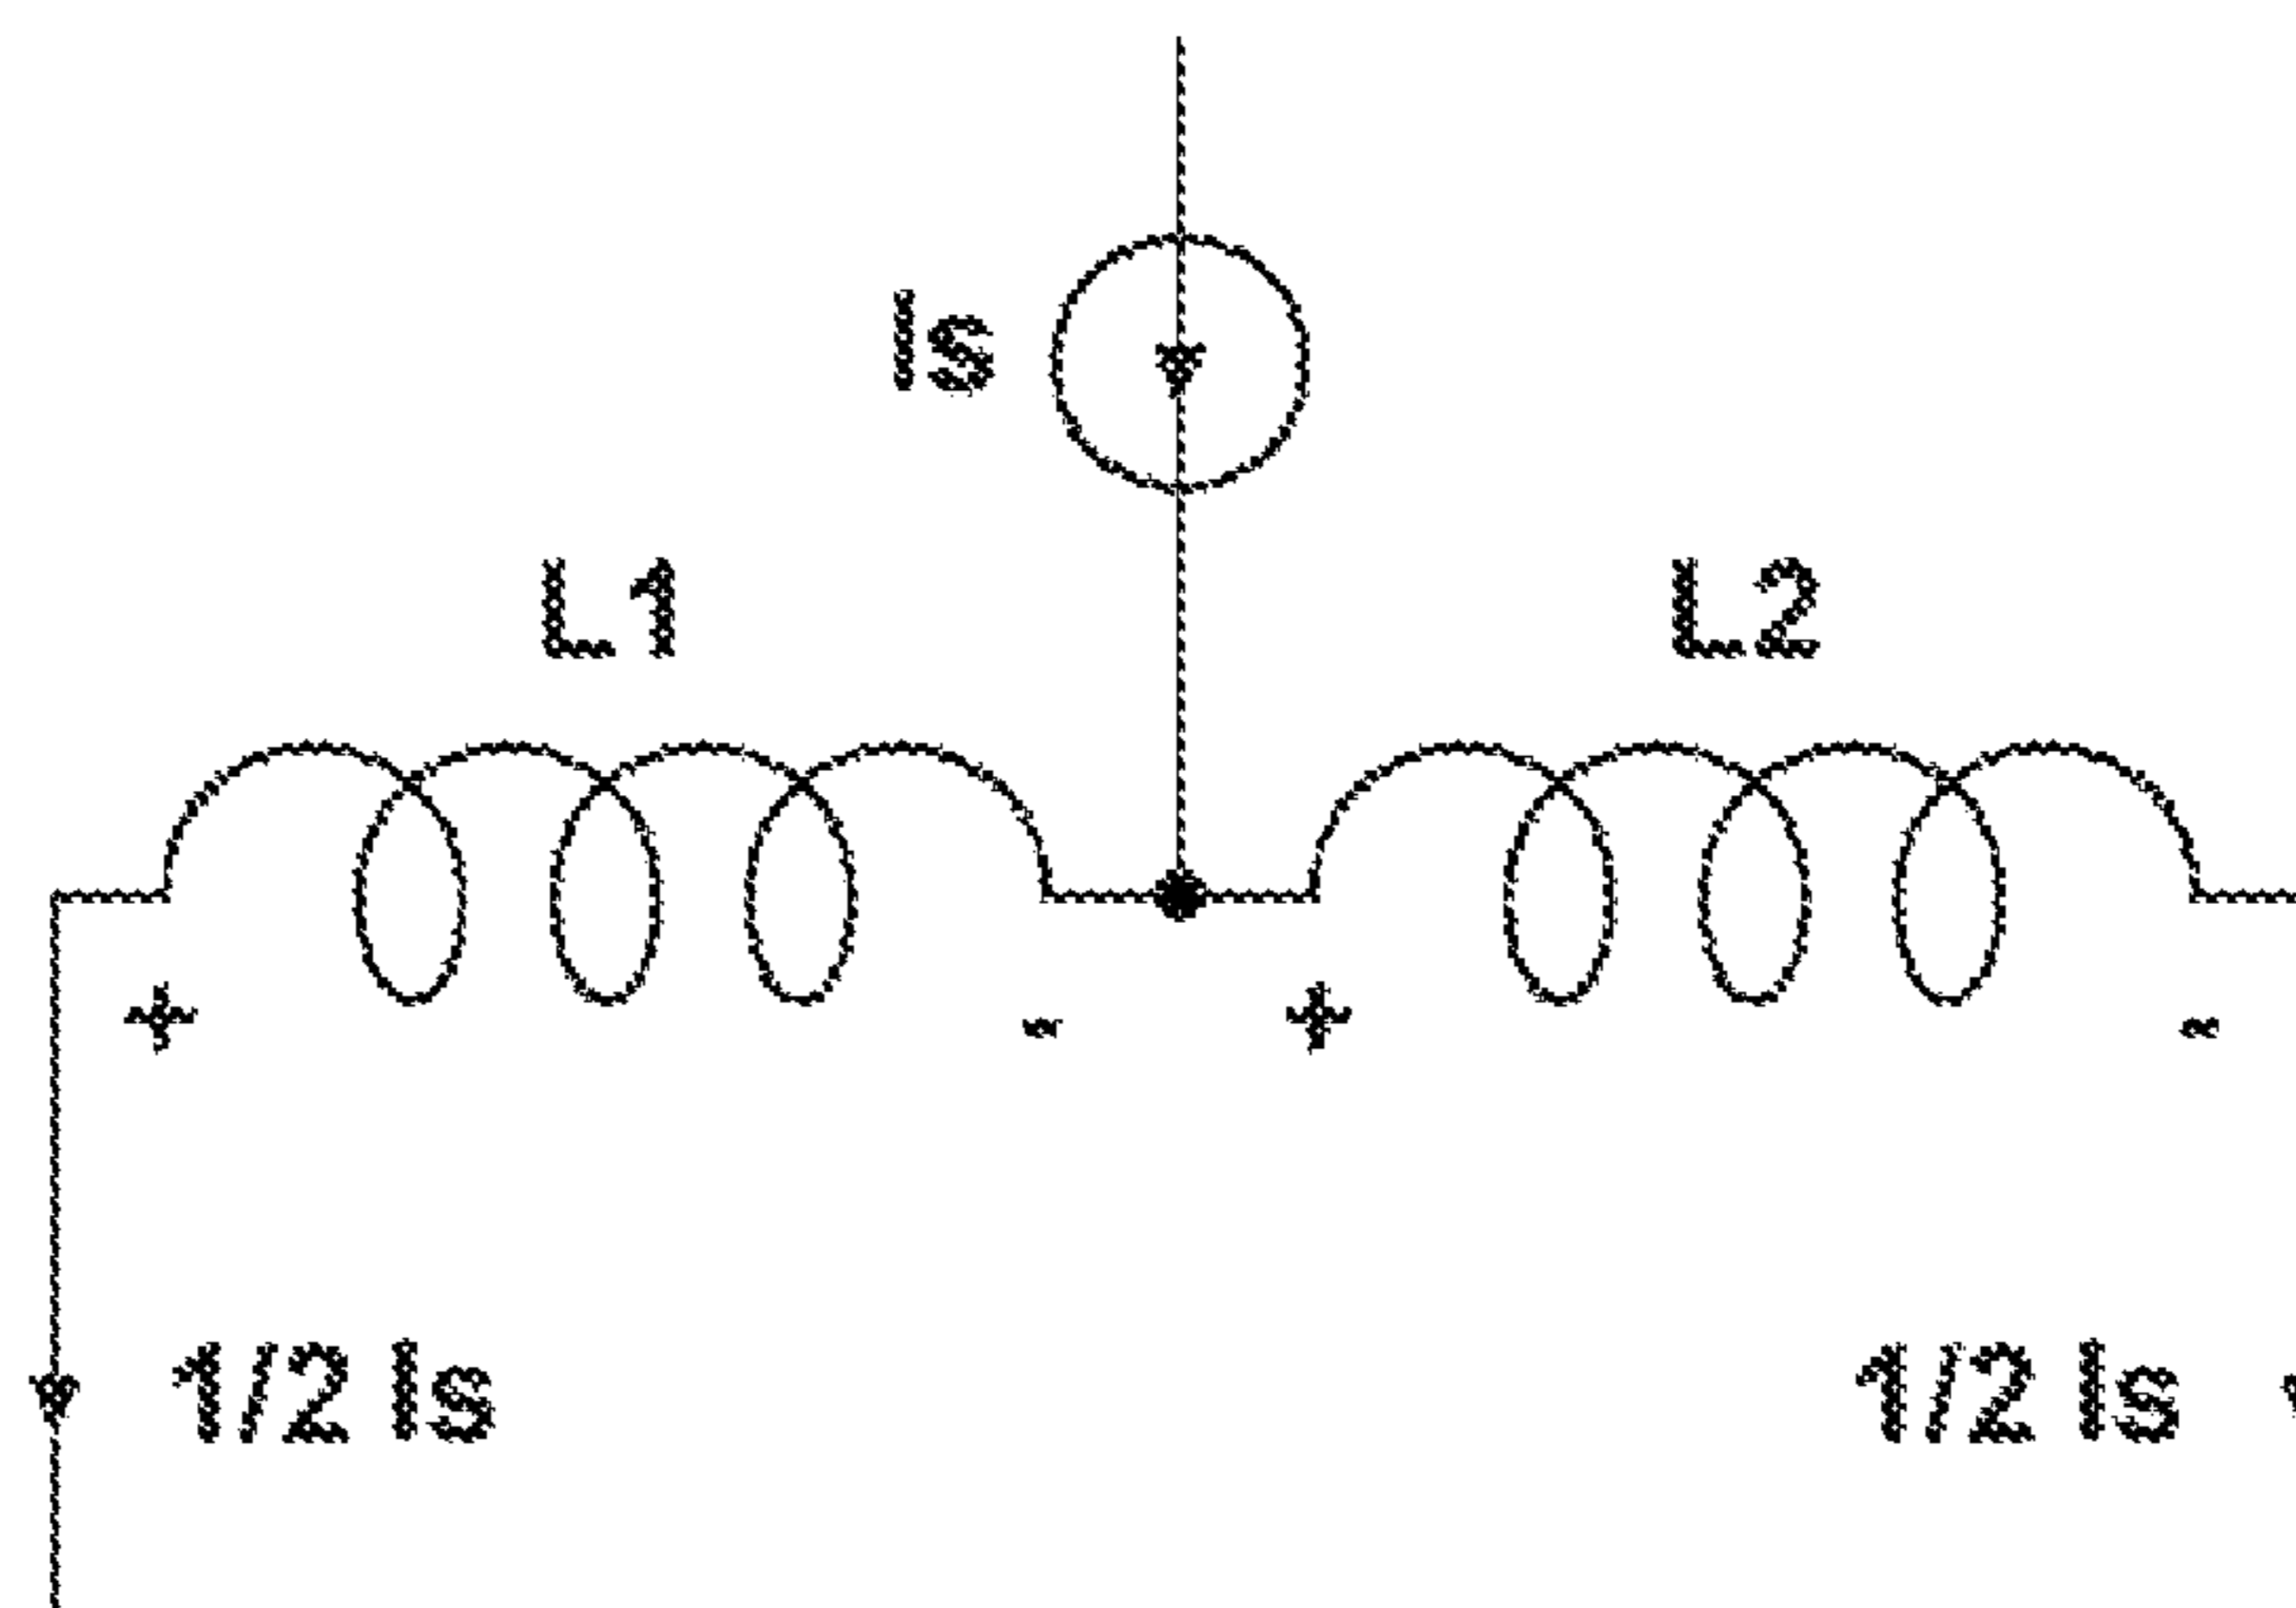 Is
L1 L2
+ - + -
1/2 Is 1/2 Is